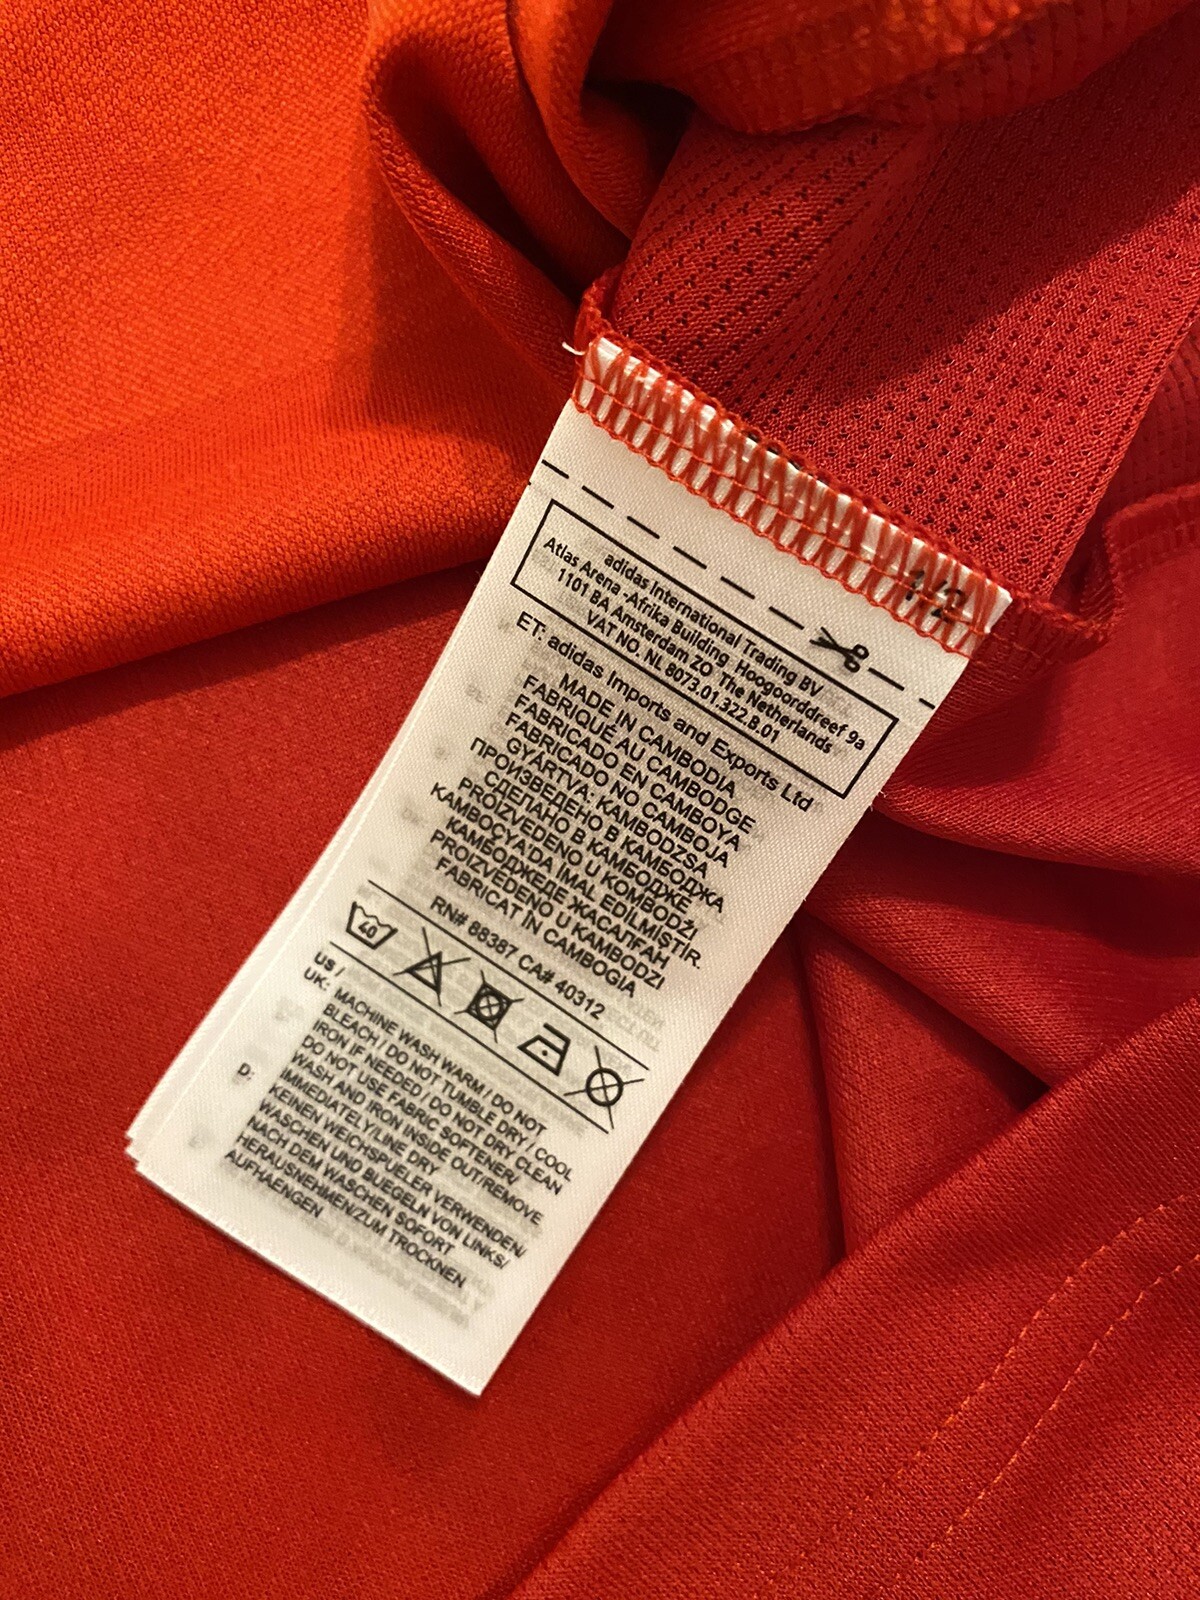 1/2
adidas International Trading BV
Atlas Arena -Afrika Building Hoogoorddreef 9a
1101 BA Amsterdam ZO The Netherlands
VAT NO. NL 8073.01.322.B.01
ET: adidas Imports and Exports Ltd
MADE IN CAMBODIA
FABRIQUÉ AU CAMBODGE
FABRICADO EN CAMBOYA
FABRICADO NO CAMBOJA
GYÁRTVA: KAMBODZSA
ПРОИЗВЕДЕНО В КАМБОДЖА
СДЕЛАНО В КАМБОДЖЕ
PROIZVEDENO U KOMBODŽI
KAMBOÇYA'DA İMAL EDİLMİŞTİR.
КАМБОДЖЕДЕ ЖАСАЛҒАН
PROIZVEDENO U KAMBODZI
FABRICAT IN CAMBOGIA
RN# 88387 CA# 40312
40
US /
UK: MACHINE WASH WARM / DO NOT
BLEACH / DO NOT TUMBLE DRY / COOL
IRON IF NEEDED / DO NOT DRY CLEAN
DO NOT USE FABRIC SOFTENER/
WASH AND IRON INSIDE OUT/REMOVE
IMMEDIATELY/LINE DRY
D: KEINEN WEICHSPUELER VERWENDEN/
WASCHEN UND BUEGELN VON LINKS/
NACH DEM WASCHEN SOFORT
HERAUSNEHMEN/ZUM TROCKNEN
AUFHAENGEN